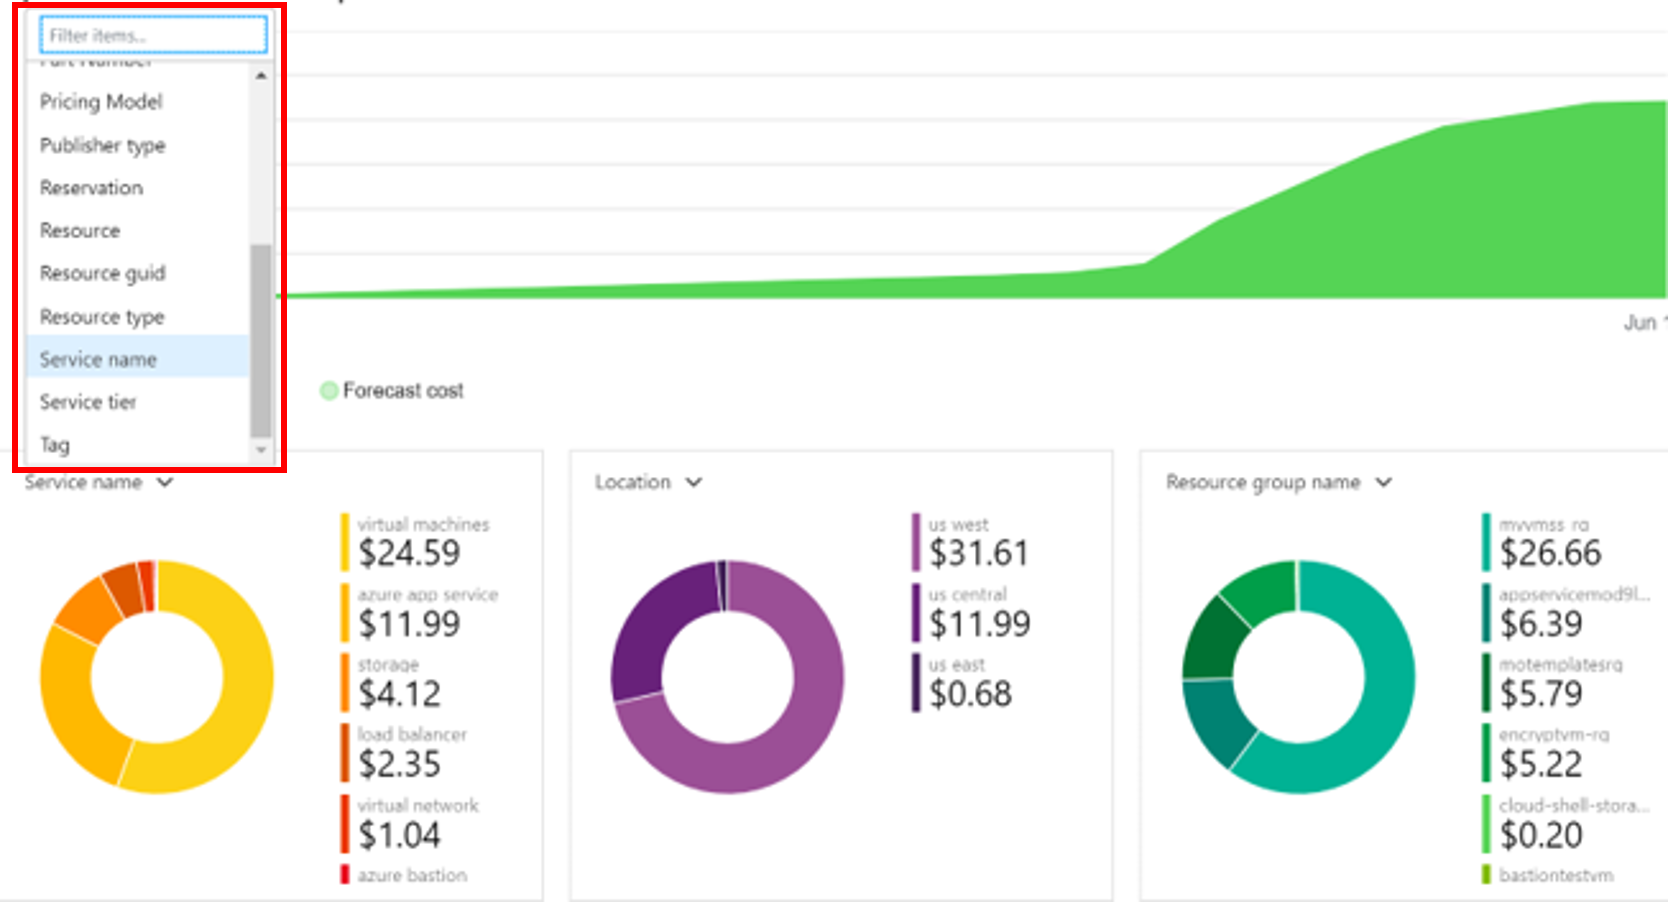 Filter items...
Part Number
Pricing Model
Publisher type
Reservation
Resource
Resource guid
Resource type
Service name
Service tier
Tag
Jun
Forecast cost
Service name
virtual machines
$24.59
azure app service
$11.99
storage
$4.12
load balancer
$2.35
virtual network
$1.04
azure bastion
Location
us west
$31.61
us central
$11.99
us east
$0.68
Resource group name
myvmss_rg
$26.66
appservicemod9l...
$6.39
motemplatesrg
$5.79
encryptvm-rg
$5.22
cloud-shell-stora...
$0.20
bastiontestvm